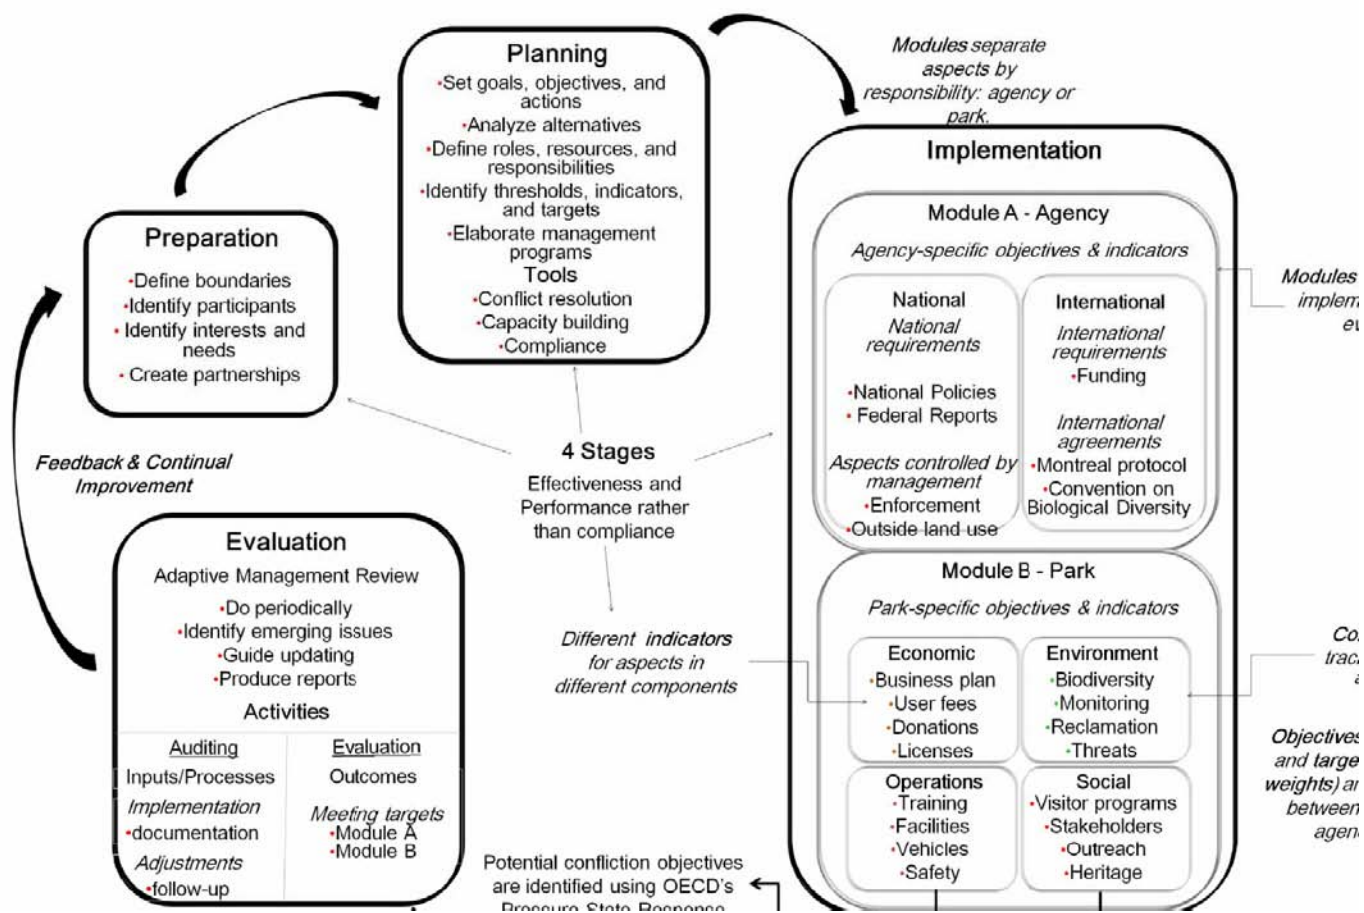 Planning
•Set goals, objectives, and
actions
•Analyze alternatives
•Define roles, resources, and
responsibilities
•Identify thresholds, indicators,
and targets
•Elaborate management
programs
Tools
•Conflict resolution
•Capacity building
•Compliance
Modules separate
aspects by
responsibility: agency or
park.
Preparation
•Define boundaries
•Identify participants
• Identify interests and
needs
• Create partnerships
Implementation
Module A - Agency
Agency-specific objectives & indicators
National
National
requirements
•National Policies
• Federal Reports
Aspects controlled by
management
•Enforcement
•Outside land use
International
International
requirements
•Funding
International
agreements
•Montreal protocol
•Convention on
Biological Diversity
Modules
Feedback & Continual
Improvement
4 Stages
Effectiveness and
Performance rather
than compliance
Different indicators
for aspects in
different components
Evaluation
Adaptive Management Review
•Do periodically
•Identify emerging issues
•Guide updating
•Produce reports
Activities
Auditing
Inputs/Processes
Implementation
•documentation
Adjustments
•follow-up
Evaluation
Outcomes
Meeting targets
•Module A
•Module B
Module B - Park
Park-specific objectives & indicators
Economic
•Business plan
•User fees
•Donations
•Licenses
Environment
•Biodiversity
•Monitoring
•Reclamation
•Threats
Operations
•Training
•Facilities
•Vehicles
•Safety
Social
•Visitor programs
•Stakeholders
•Outreach
•Heritage
Objectives
and targe
weights) an
between
agen
Potential confliction objectives
are identified using OECD's
Pressure State Response